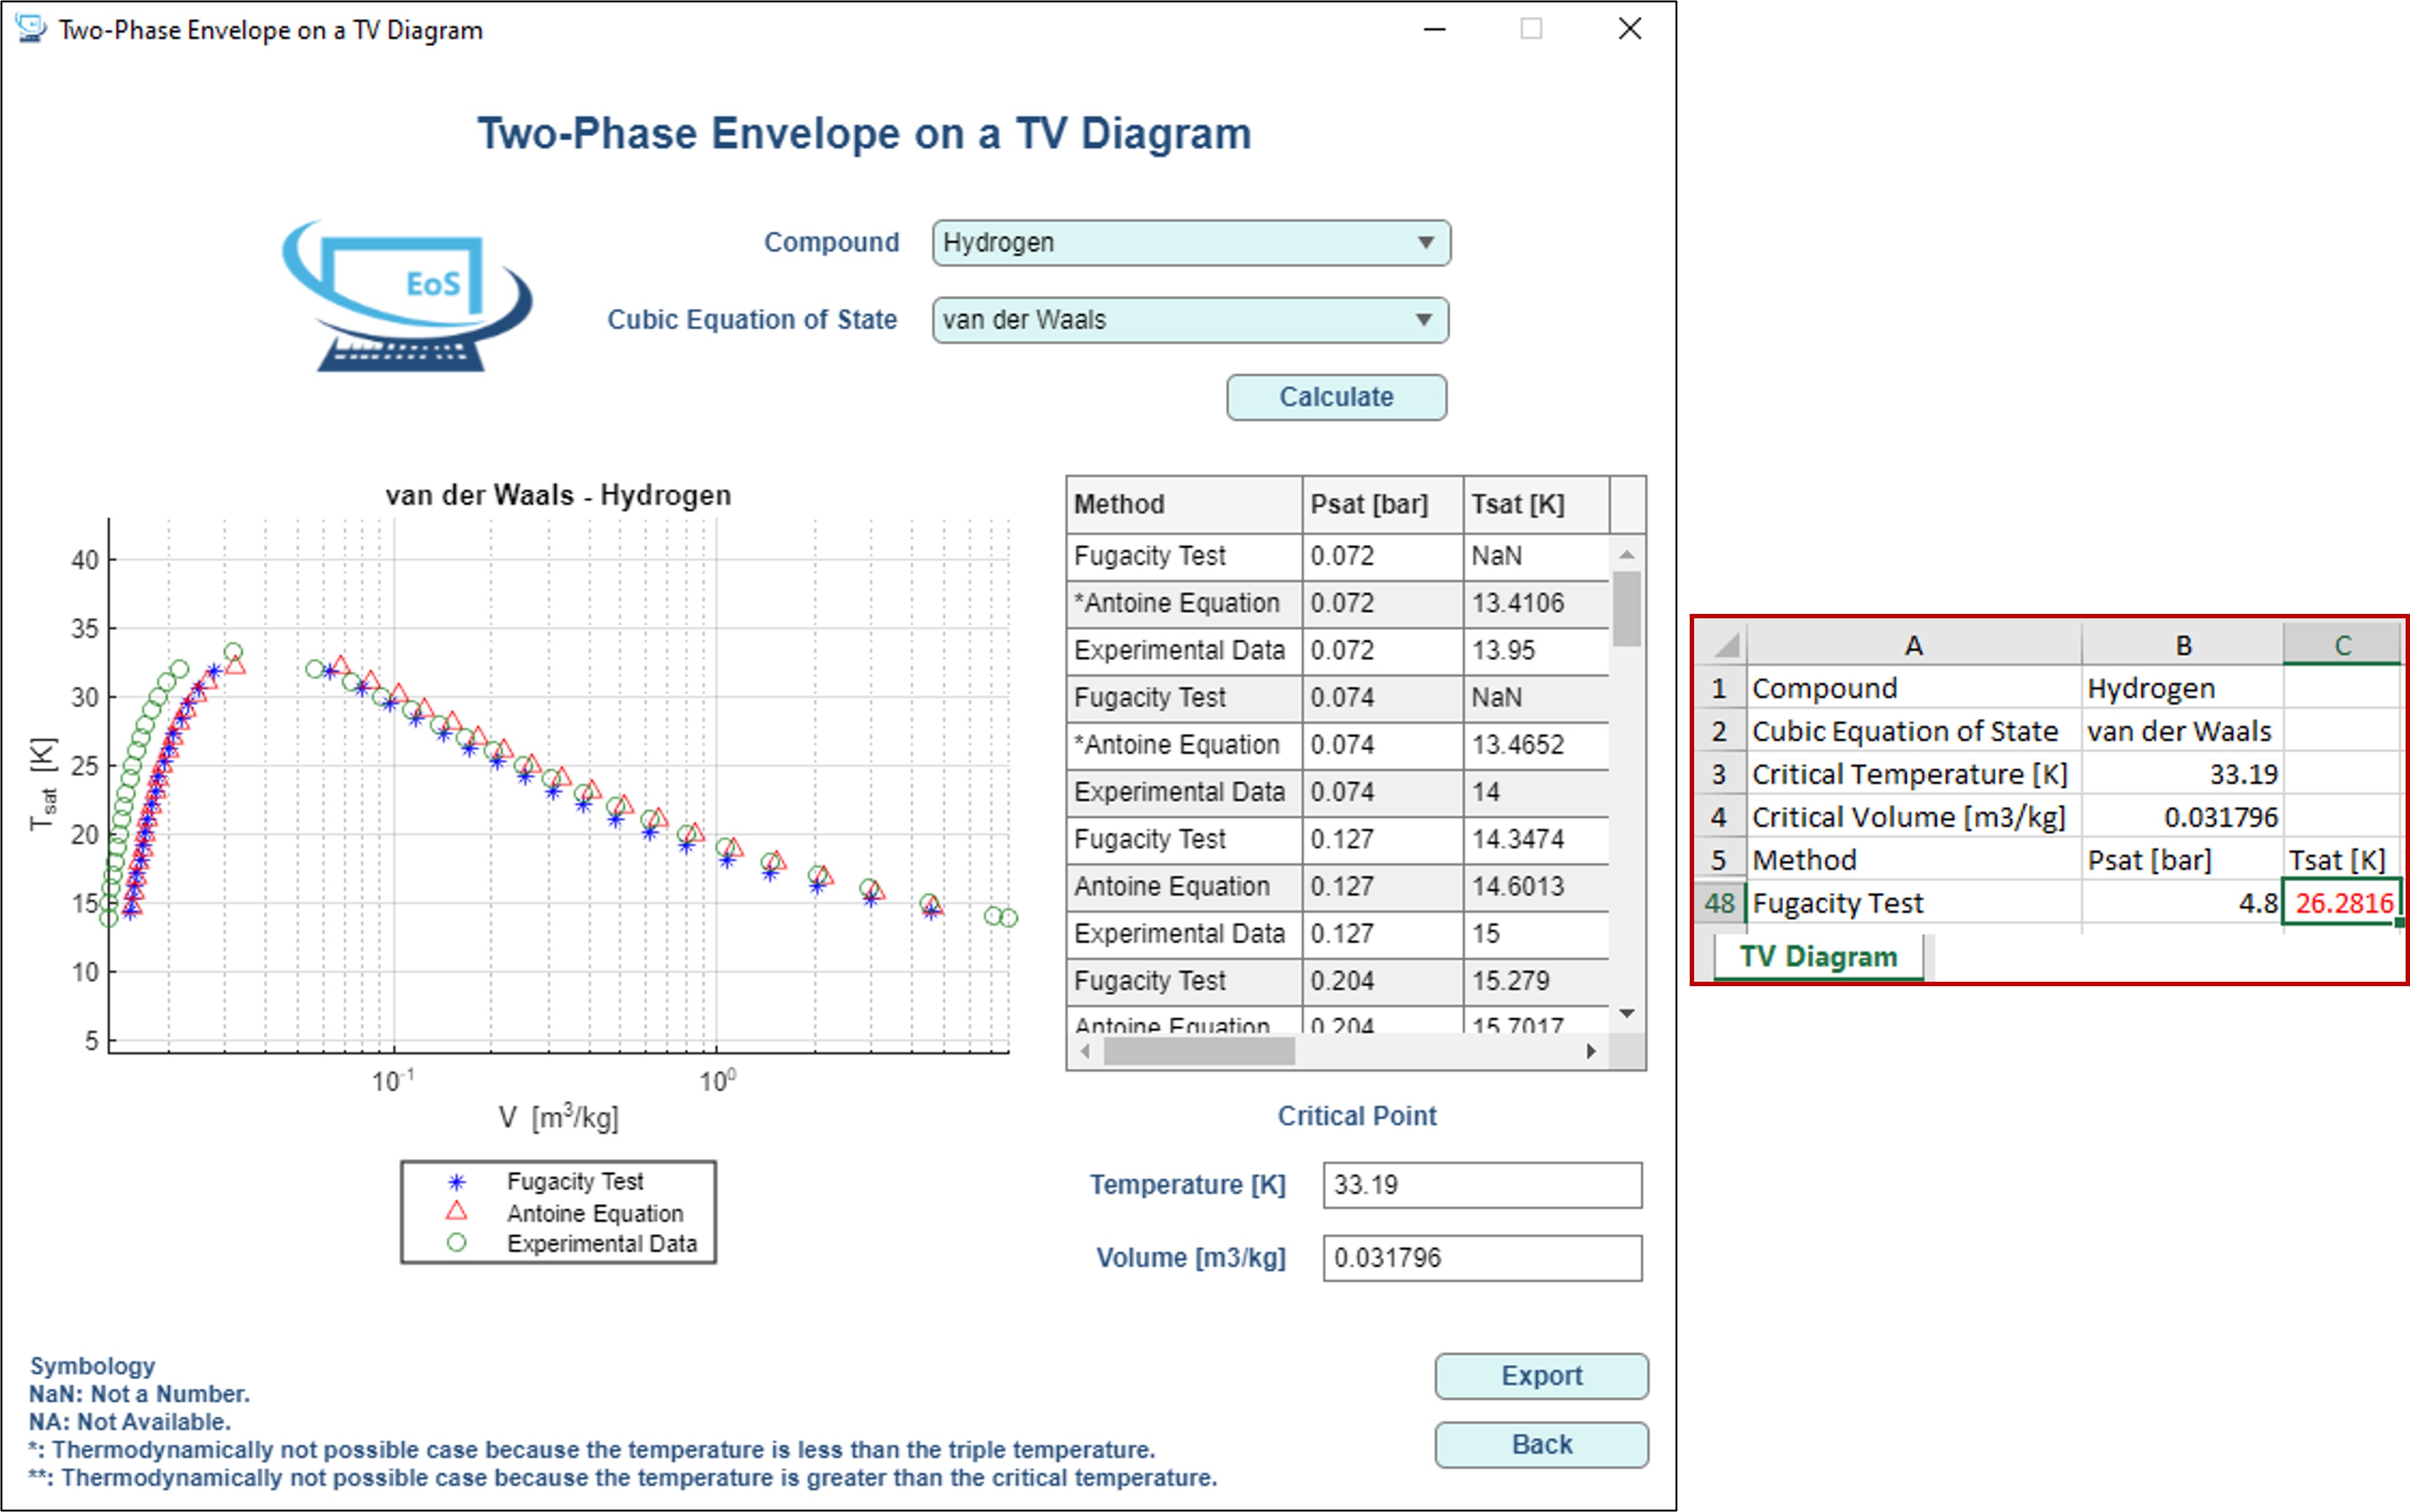 Two-Phase Envelope on a TV Diagram
Two-Phase Envelope on a TV Diagram
EoS
Compound
Hydrogen
Cubic Equation of State
van der Waals
Calculate
van der Waals - Hydrogen
40
35
30
25
20
15
10
5
T_sat [K]
10^-1
10^0
V [m^3/kg]
Fugacity Test
Antoine Equation
Experimental Data
Method Psat [bar] Tsat [K]
Fugacity Test 0.072 NaN
*Antoine Equation 0.072 13.4106
Experimental Data 0.072 13.95
Fugacity Test 0.074 NaN
*Antoine Equation 0.074 13.4652
Experimental Data 0.074 14
Fugacity Test 0.127 14.3474
Antoine Equation 0.127 14.6013
Experimental Data 0.127 15
Fugacity Test 0.204 15.279
Antoine Equation 0.204 15.7017
Critical Point
Temperature [K] 33.19
Volume [m3/kg] 0.031796
Symbology
NaN: Not a Number.
NA: Not Available.
*: Thermodynamically not possible case because the temperature is less than the triple temperature.
**: Thermodynamically not possible case because the temperature is greater than the critical temperature.
Export
Back
A B C
1 Compound Hydrogen
2 Cubic Equation of State van der Waals
3 Critical Temperature [K] 33.19
4 Critical Volume [m3/kg] 0.031796
5 Method Psat [bar] Tsat [K]
48 Fugacity Test 4.8 26.2816
TV Diagram